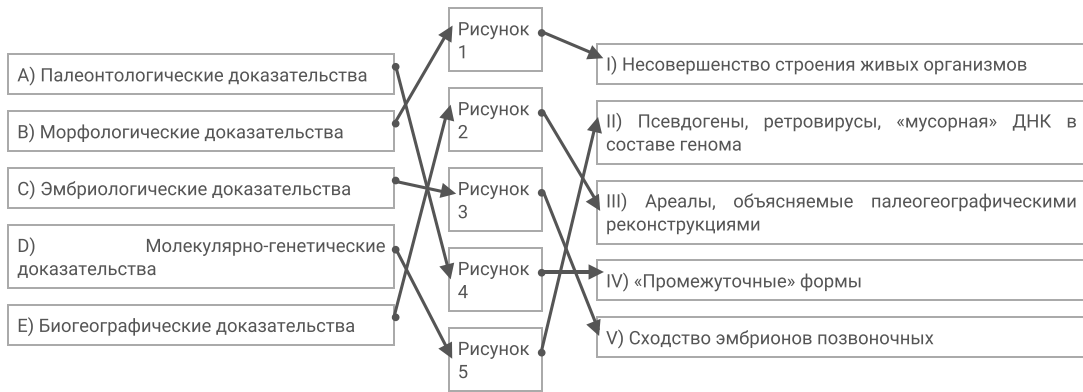 A) Палеонтологические доказательства
B) Морфологические доказательства
C) Эмбриологические доказательства
D) Молекулярно-генетические
доказательства
E) Биогеографические доказательства
Рисунок
1
Рисунок
2
Рисунок
3
Рисунок
4
Рисунок
5
I) Несовершенство строения живых организмов
II) Псевдогены, ретровирусы, «мусорная» ДНК в
составе генома
III) Ареалы, объясняемые палеогеографическими
реконструкциями
IV) «Промежуточные» формы
V) Сходство эмбрионов позвоночных